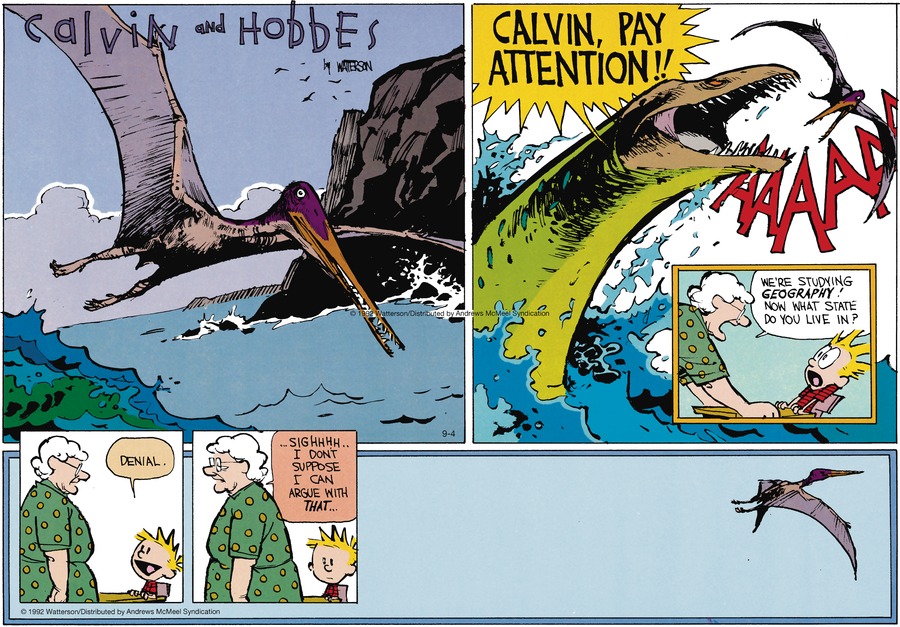 Calvin and Hobbes
by WATTERSON
© 1992 Watterson/Distributed by Andrews McMeel Syndication
9-4
CALVIN, PAY
ATTENTION!!
HAAAAA
WE'RE STUDYING
GEOGRAPHY!
NOW WHAT STATE
DO YOU LIVE IN?
DENIAL.
...SIGHHHH..
I DON'T
SUPPOSE
I CAN
ARGUE WITH
THAT...
© 1992 Watterson/Distributed by Andrews McMeel Syndication